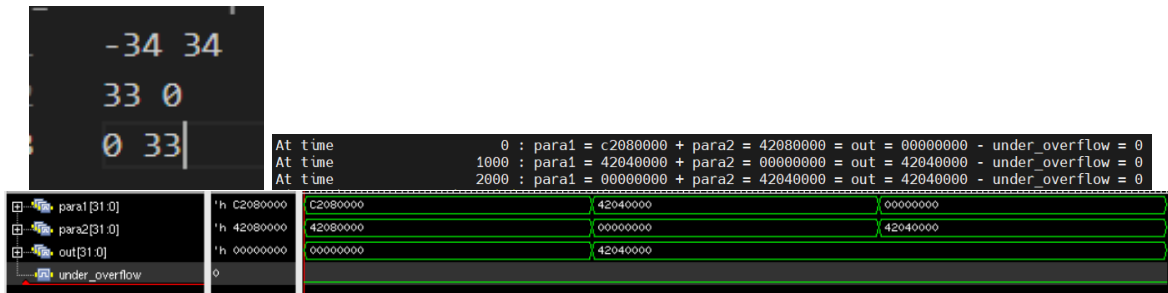 -34 34
33 0
0 33
At time 0 : para1 = c2080000 + para2 = 42080000 = out = 00000000 - under_overflow = 0
At time 1000 : para1 = 42040000 + para2 = 00000000 = out = 42040000 - under_overflow = 0
At time 2000 : para1 = 00000000 + para2 = 42040000 = out = 42040000 - under_overflow = 0
para1[31:0] 'h C2080000 C2080000 42040000 00000000
para2[31:0] 'h 42080000 42080000 00000000 42040000
out[31:0] 'h 00000000 00000000 42040000
under_overflow 0